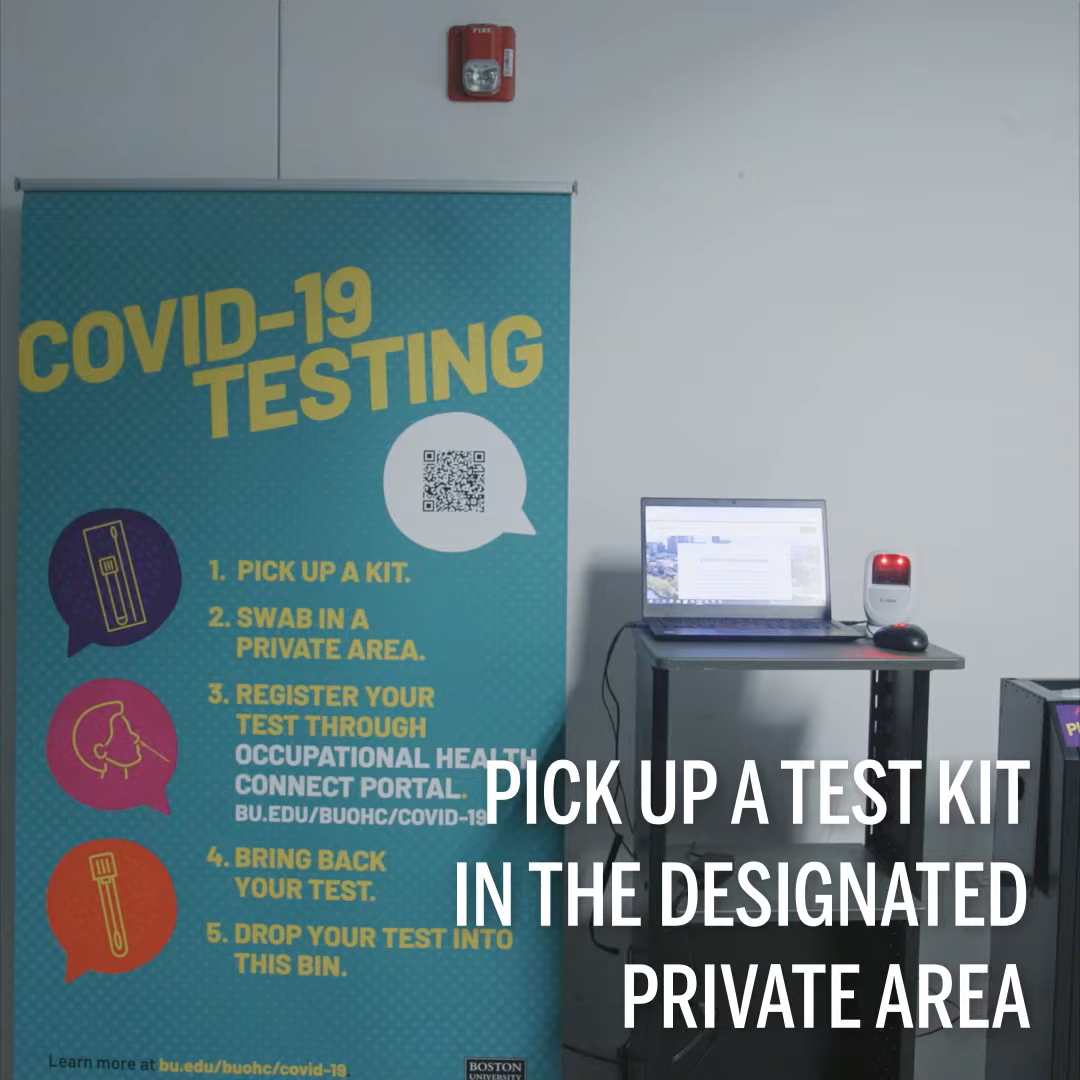 FIRE
COVID-19
TESTING
1. PICK UP A KIT.
2. SWAB IN A
PRIVATE AREA.
3. REGISTER YOUR
TEST THROUGH
OCCUPATIONAL HEALTH
CONNECT PORTAL.
BU.EDU/BUOHC/COVID-19
4. BRING BACK
YOUR TEST.
5. DROP YOUR TEST INTO
THIS BIN.
Learn more at bu.edu/buohc/covid-19.
BOSTON
UNIVERSITY
PICK UP A TEST KIT
IN THE DESIGNATED
PRIVATE AREA